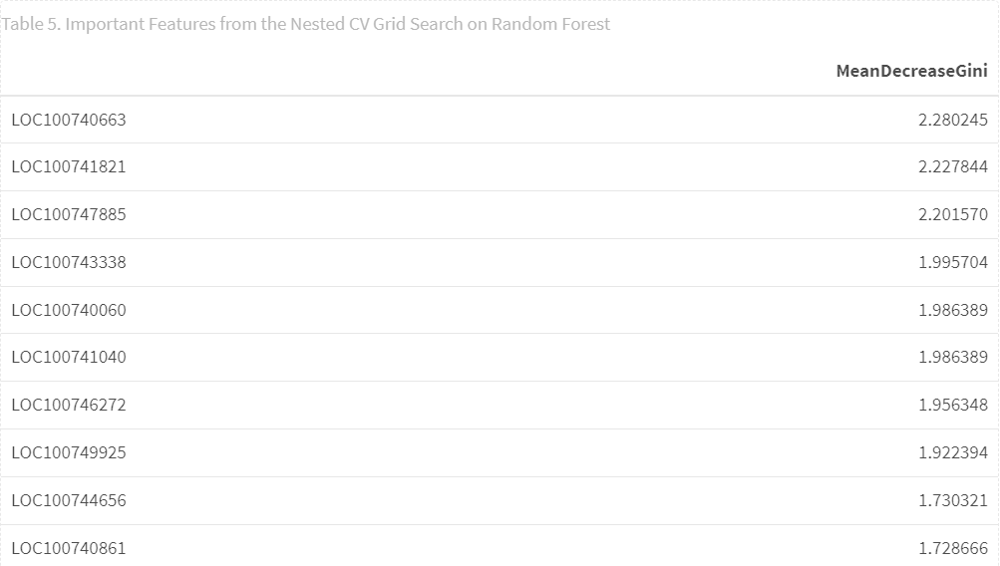 Table 5. Important Features from the Nested CV Grid Search on Random Forest
MeanDecreaseGini
LOC100740663 2.280245
LOC100741821 2.227844
LOC100747885 2.201570
LOC100743338 1.995704
LOC100740060 1.986389
LOC100741040 1.986389
LOC100746272 1.956348
LOC100749925 1.922394
LOC100744656 1.730321
LOC100740861 1.728666